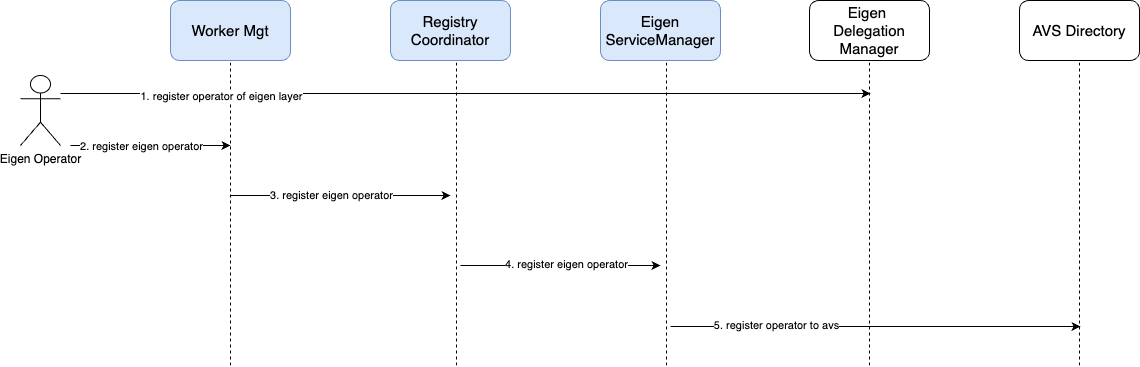 Worker Mgt
Registry
Coordinator
Eigen
ServiceManager
Eigen
Delegation
Manager
AVS Directory
1. register operator of eigen layer
2. register eigen operator
Eigen Operator
3. register eigen operator
4. register eigen operator
5. register operator to avs